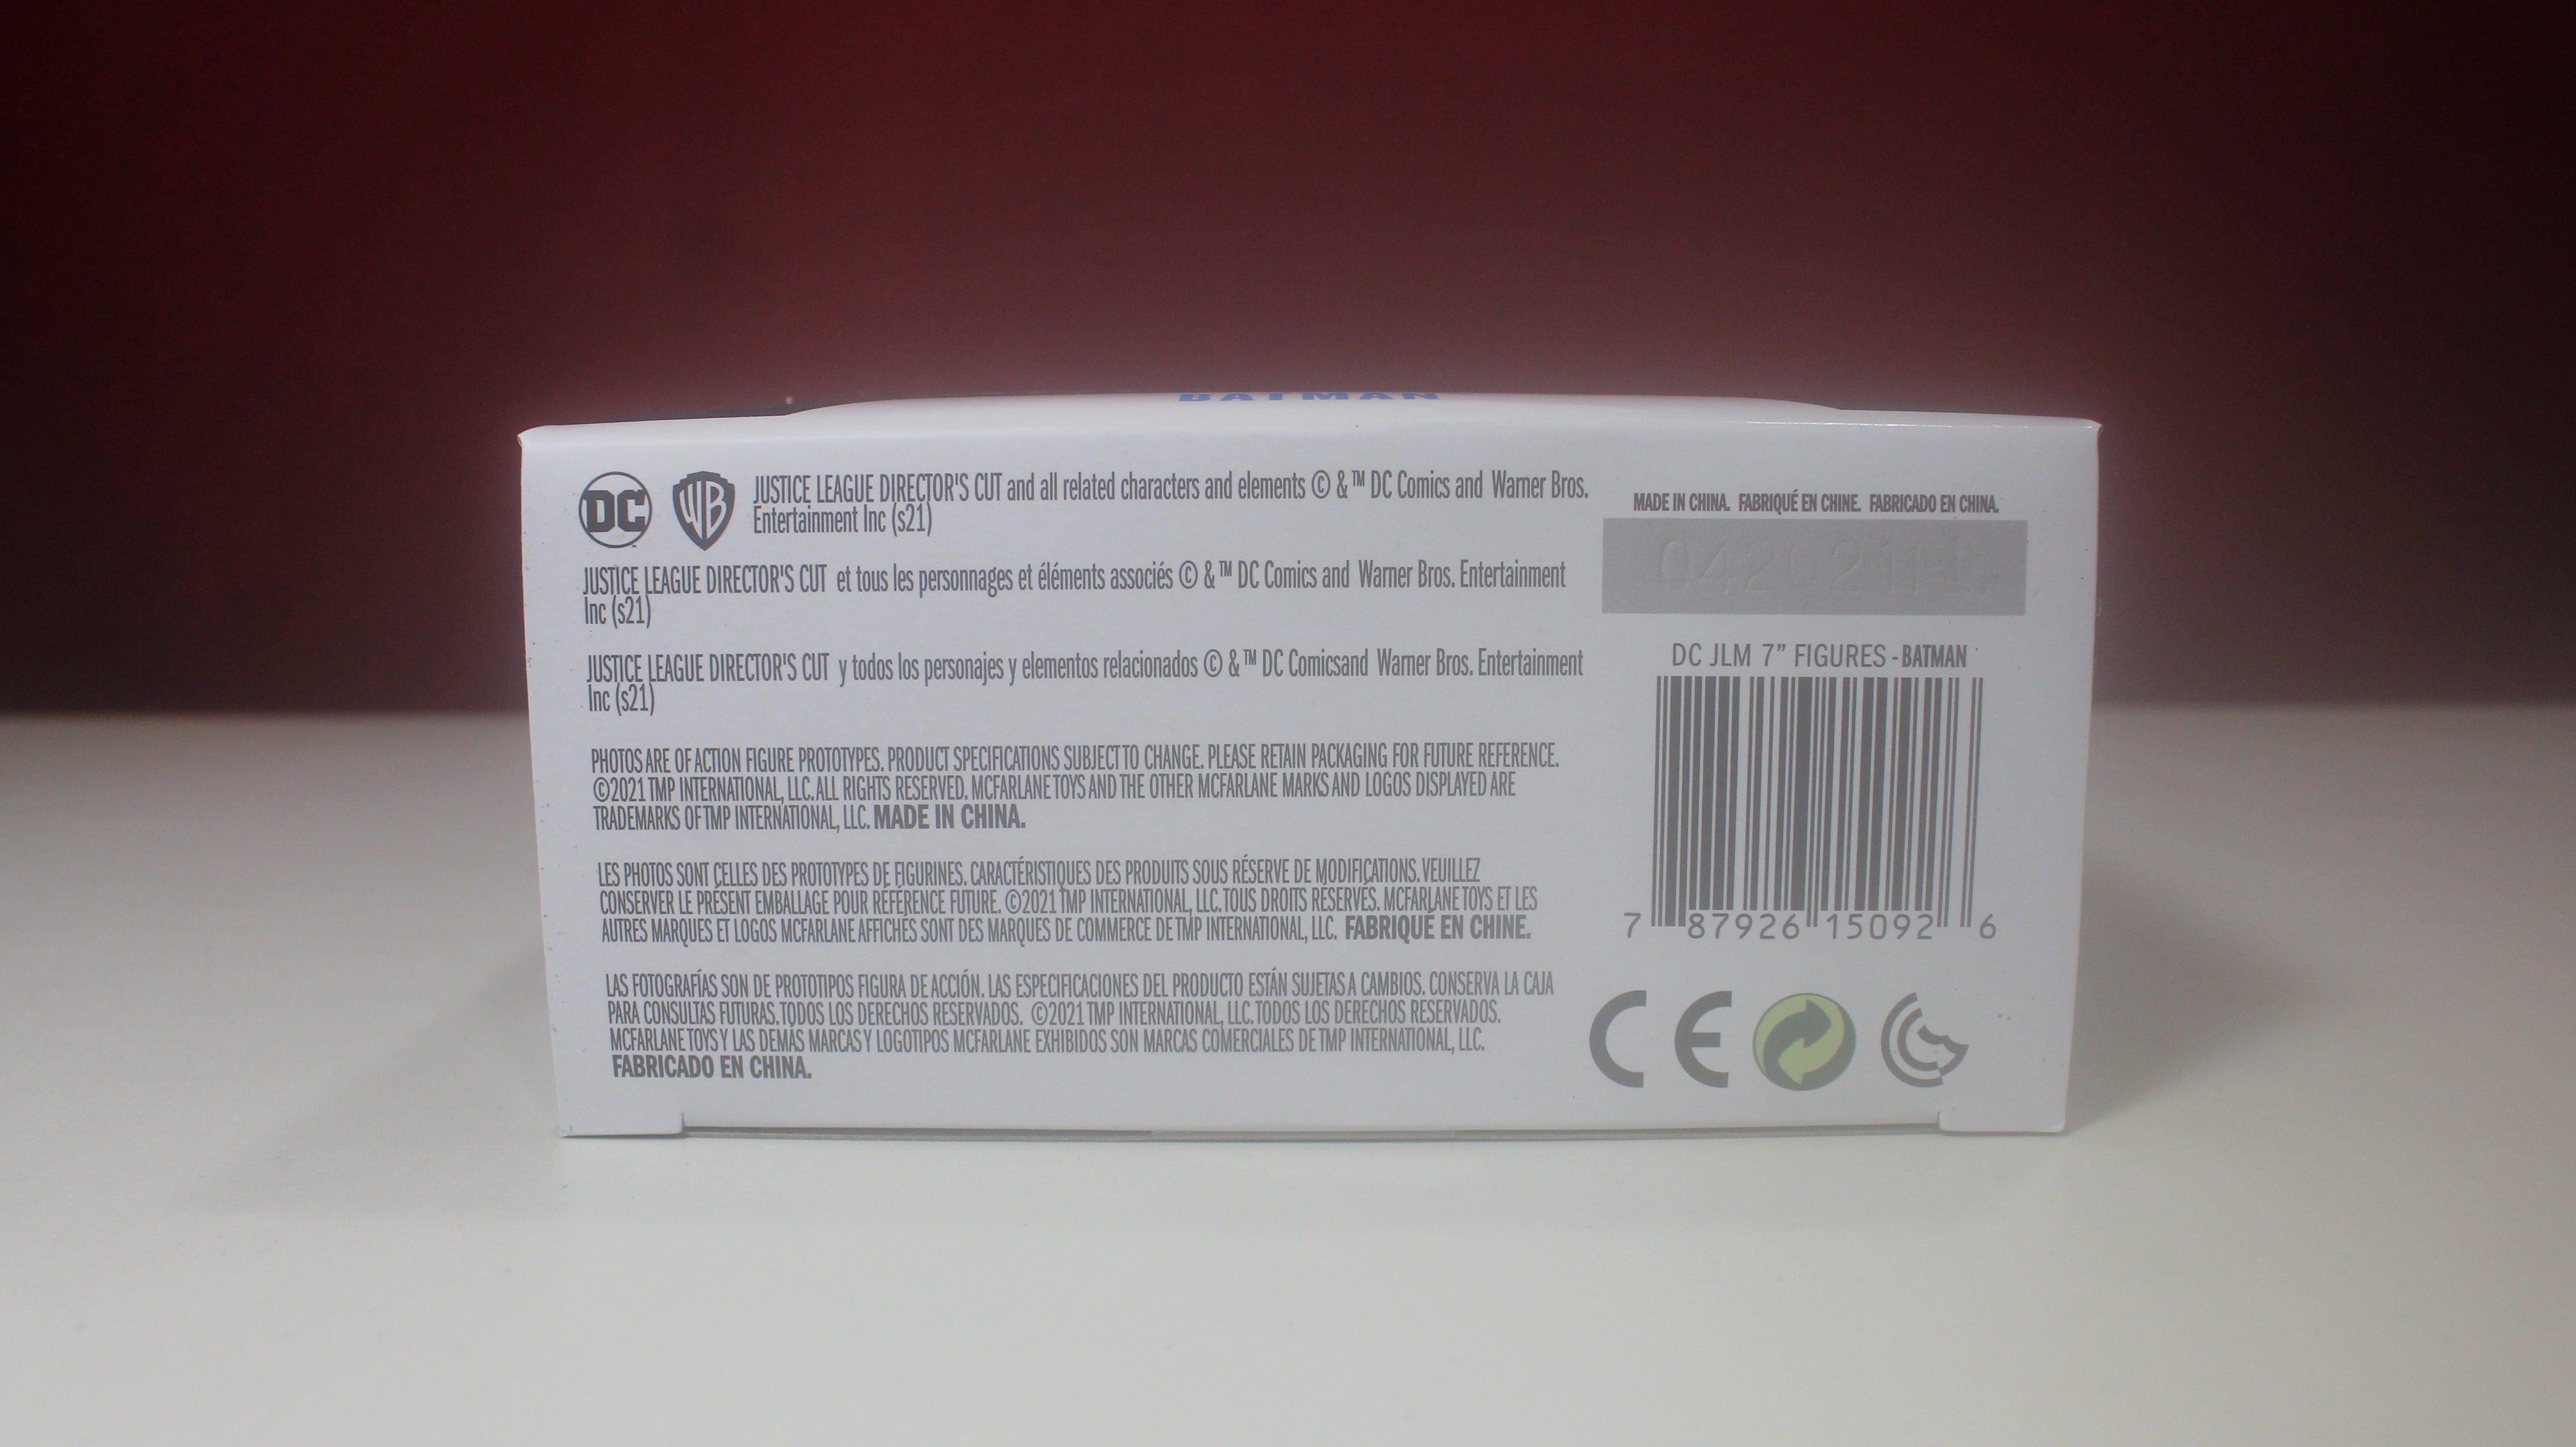 BATMAN
DC
WB
JUSTICE LEAGUE DIRECTOR'S CUT and all related characters and elements © & ™ DC Comics and Warner Bros.
Entertainment Inc (s21)
JUSTICE LEAGUE DIRECTOR'S CUT et tous les personnages et éléments associés © & ™ DC Comics and Warner Bros. Entertainment
Inc (s21)
JUSTICE LEAGUE DIRECTOR'S CUT y todos los personajes y elementos relacionados © & ™ DC Comicsand Warner Bros. Entertainment
Inc (s21)
PHOTOS ARE OF ACTION FIGURE PROTOTYPES. PRODUCT SPECIFICATIONS SUBJECT TO CHANGE. PLEASE RETAIN PACKAGING FOR FUTURE REFERENCE.
©2021 TMP INTERNATIONAL, LLC. ALL RIGHTS RESERVED. MCFARLANE TOYS AND THE OTHER MCFARLANE MARKS AND LOGOS DISPLAYED ARE
TRADEMARKS OF TMP INTERNATIONAL, LLC. MADE IN CHINA.
LES PHOTOS SONT CELLES DES PROTOTYPES DE FIGURINES. CARACTÉRISTIQUES DES PRODUITS SOUS RÉSERVE DE MODIFICATIONS. VEUILLEZ
CONSERVER LE PRÉSENT EMBALLAGE POUR RÉFÉRENCE FUTURE. ©2021 TMP INTERNATIONAL, LLC. TOUS DROITS RÉSERVÉS. MCFARLANE TOYS ET LES
AUTRES MARQUES ET LOGOS MCFARLANE AFFICHÉS SONT DES MARQUES DE COMMERCE DE TMP INTERNATIONAL, LLC. FABRIQUÉ EN CHINE.
LAS FOTOGRAFÍAS SON DE PROTOTIPOS FIGURA DE ACCIÓN. LAS ESPECIFICACIONES DEL PRODUCTO ESTÁN SUJETAS A CAMBIOS. CONSERVA LA CAJA
PARA CONSULTAS FUTURAS. TODOS LOS DERECHOS RESERVADOS. ©2021 TMP INTERNATIONAL, LLC. TODOS LOS DERECHOS RESERVADOS.
MCFARLANE TOYS Y LAS DEMÁS MARCAS Y LOGOTIPOS MCFARLANE EXHIBIDOS SON MARCAS COMERCIALES DE TMP INTERNATIONAL, LLC.
FABRICADO EN CHINA.
MADE IN CHINA. FABRIQUÉ EN CHINE. FABRICADO EN CHINA.
DC JLM 7” FIGURES - BATMAN
7 87926 15092 6
CE